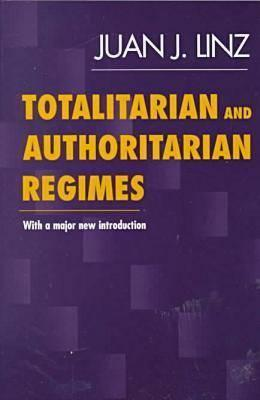 JUAN J. LINZ
TOTALITARIAN AND
AUTHORITARIAN
REGIMES
With a major new introduction